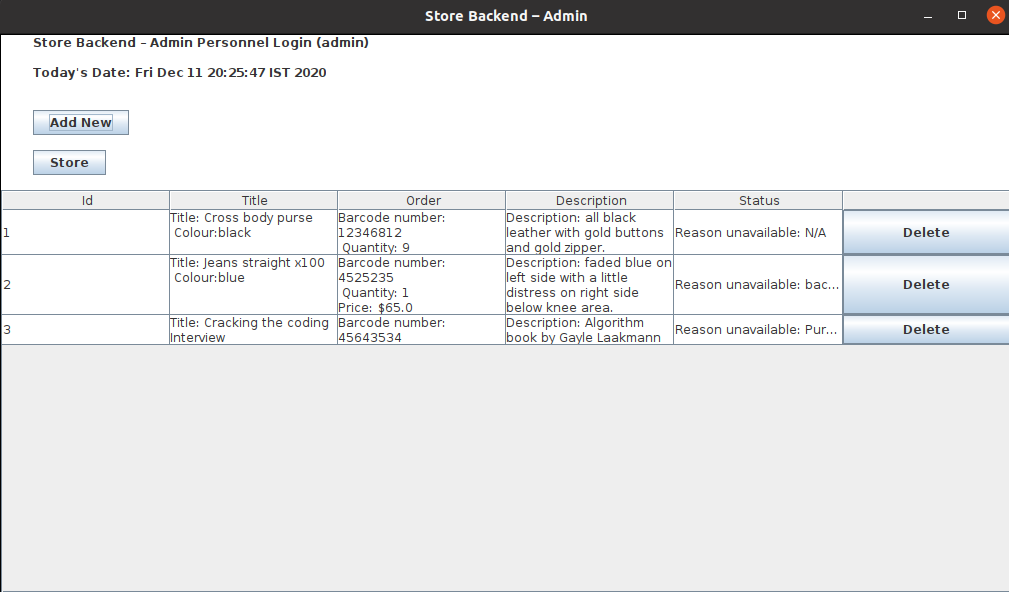 Store Backend – Admin
Store Backend – Admin Personnel Login (admin)
Today's Date: Fri Dec 11 20:25:47 IST 2020
Add New
Store
Id Title Order Description Status
1
Title: Cross body purse
Colour:black
Barcode number:
12346812
Quantity: 9
Description: all black
leather with gold buttons
and gold zipper.
Reason unavailable: N/A
Delete
2
Title: Jeans straight x100
Colour:blue
Barcode number:
4525235
Quantity: 1
Price: $65.0
Description: faded blue on
left side with a little
distress on right side
below knee area.
Reason unavailable: bac...
Delete
3
Title: Cracking the coding
Interview
Barcode number:
45643534
Description: Algorithm
book by Gayle Laakmann
Reason unavailable: Pur...
Delete